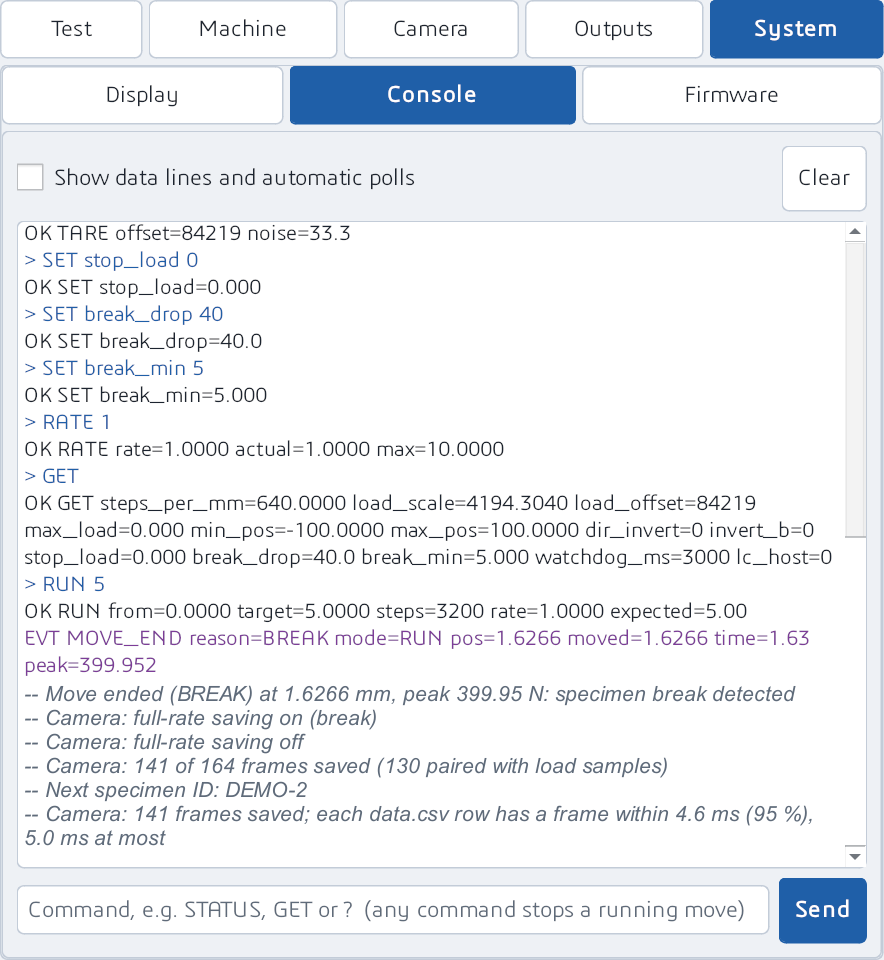 Test
Machine
Camera
Outputs
System
Display
Console
Firmware
Show data lines and automatic polls
Clear
OK TARE offset=84219 noise=33.3
> SET stop_load 0
OK SET stop_load=0.000
> SET break_drop 40
OK SET break_drop=40.0
> SET break_min 5
OK SET break_min=5.000
> RATE 1
OK RATE rate=1.0000 actual=1.0000 max=10.0000
> GET
OK GET steps_per_mm=640.0000 load_scale=4194.3040 load_offset=84219
max_load=0.000 min_pos=-100.0000 max_pos=100.0000 dir_invert=0 invert_b=0
stop_load=0.000 break_drop=40.0 break_min=5.000 watchdog_ms=3000 lc_host=0
> RUN 5
OK RUN from=0.0000 target=5.0000 steps=3200 rate=1.0000 expected=5.00
EVT MOVE_END reason=BREAK mode=RUN pos=1.6266 moved=1.6266 time=1.63
peak=399.952
-- Move ended (BREAK) at 1.6266 mm, peak 399.95 N: specimen break detected
-- Camera: full-rate saving on (break)
-- Camera: full-rate saving off
-- Camera: 141 of 164 frames saved (130 paired with load samples)
-- Next specimen ID: DEMO-2
-- Camera: 141 frames saved; each data.csv row has a frame within 4.6 ms (95 %),
5.0 ms at most
Command, e.g. STATUS, GET or ? (any command stops a running move)
Send